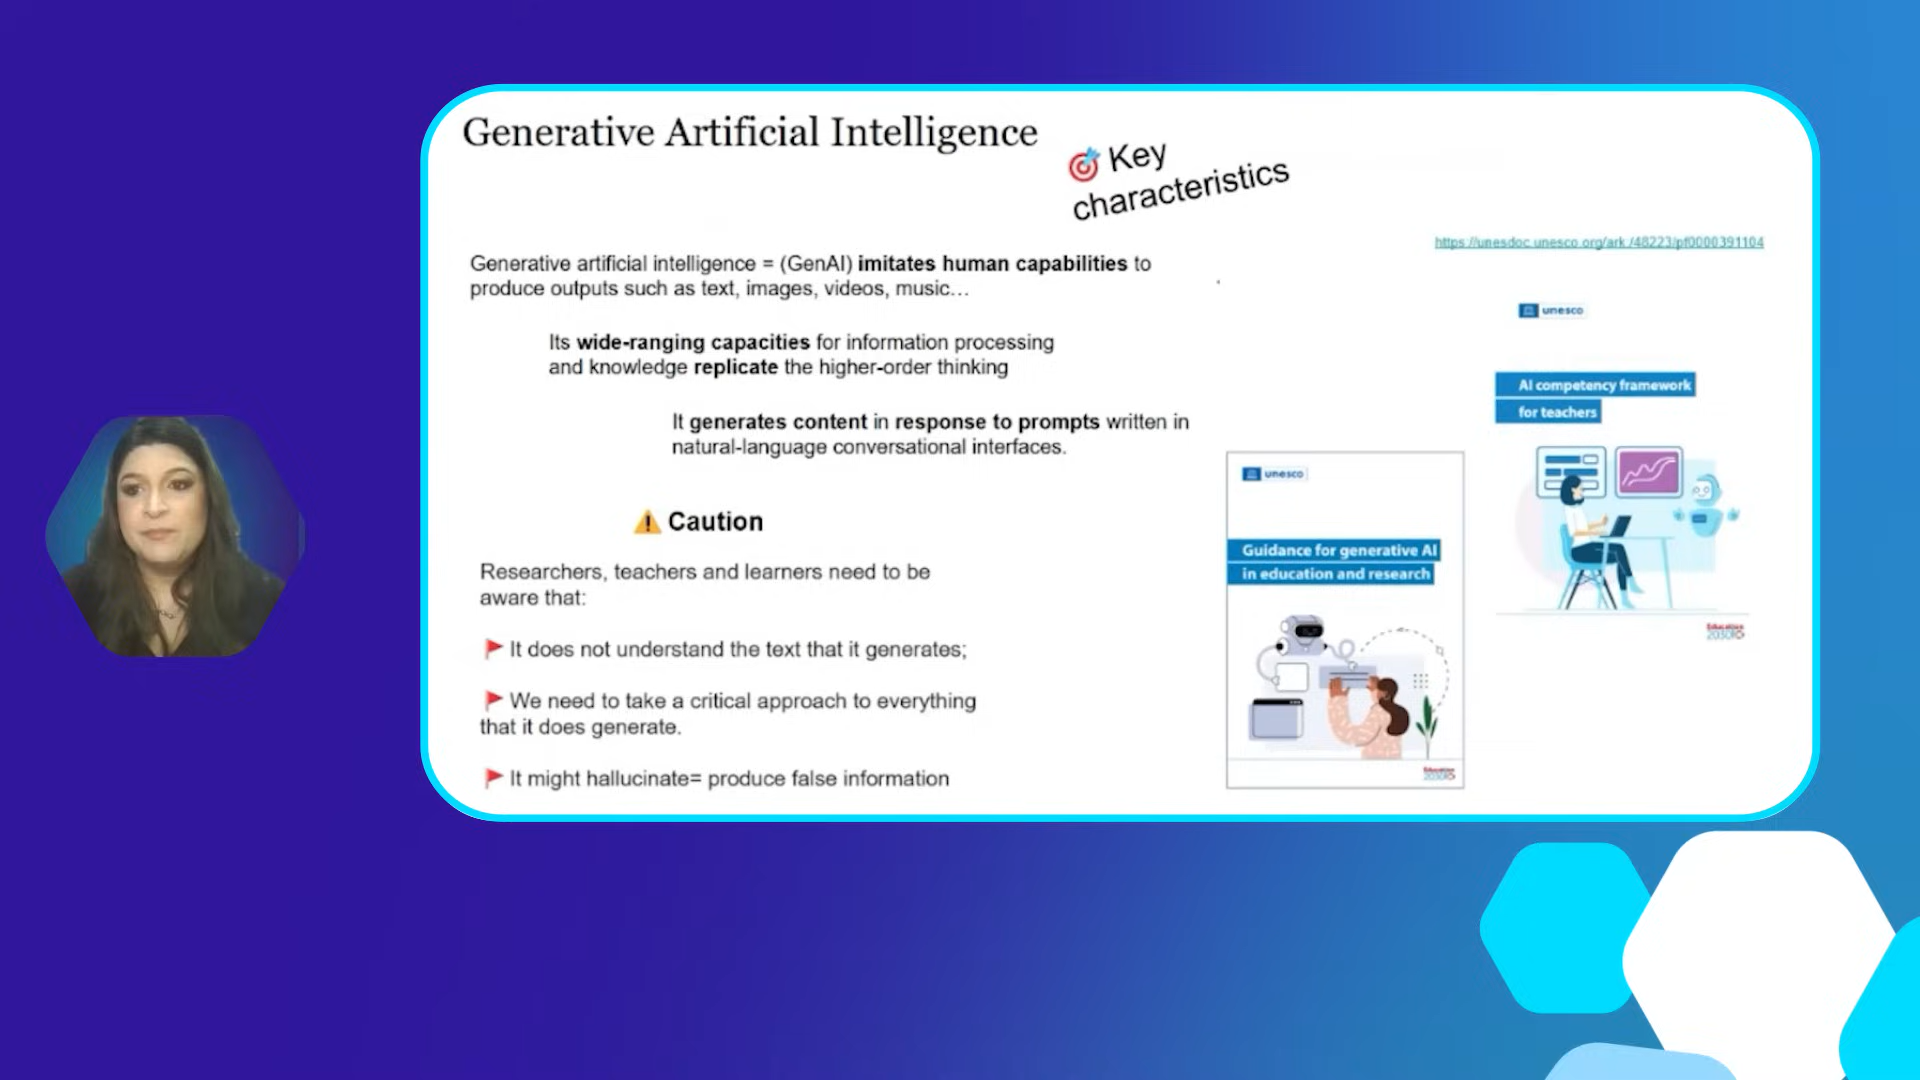 Generative Artificial Intelligence
🎯 Key
characteristics
https://unesdoc.unesco.org/ark:/48223/pf0000391104
Generative artificial intelligence = (GenAI) imitates human capabilities to
produce outputs such as text, images, videos, music…
Its wide-ranging capacities for information processing
and knowledge replicate the higher-order thinking
It generates content in response to prompts written in
natural-language conversational interfaces.
⚠️ Caution
Researchers, teachers and learners need to be
aware that:
🚩 It does not understand the text that it generates;
🚩 We need to take a critical approach to everything
that it does generate.
🚩 It might hallucinate= produce false information
unesco
Guidance for generative AI
in education and research
Education
2030
unesco
AI competency framework
for teachers
Education
2030